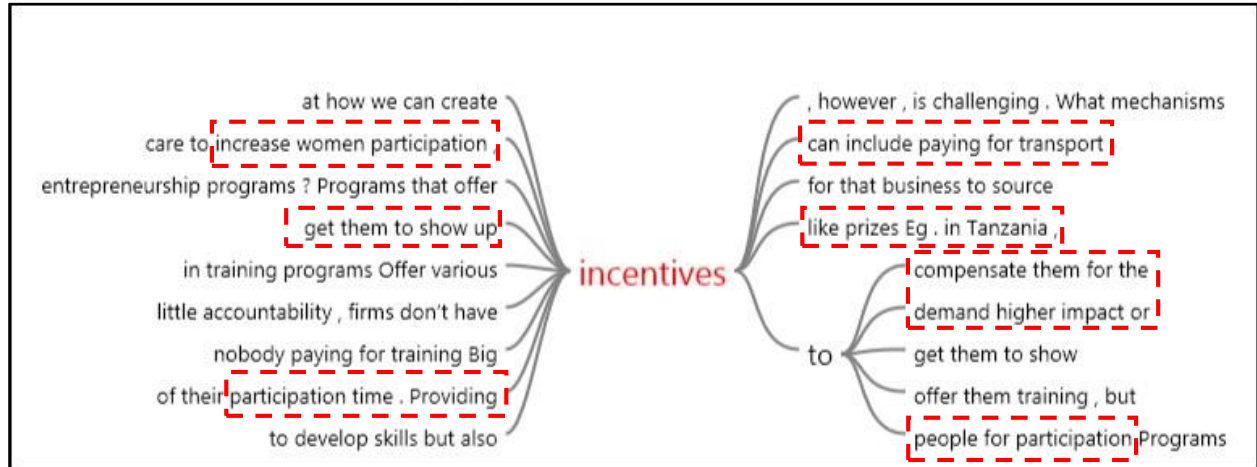 at how we can create
care to increase women participation ,
entrepreneurship programs ? Programs that offer
get them to show up
in training programs Offer various
little accountability , firms don't have
nobody paying for training Big
of their participation time . Providing
to develop skills but also
incentives
, however , is challenging . What mechanisms
can include paying for transport
for that business to source
like prizes Eg . in Tanzania ,
to
compensate them for the
demand higher impact or
get them to show
offer them training , but
people for participation Programs